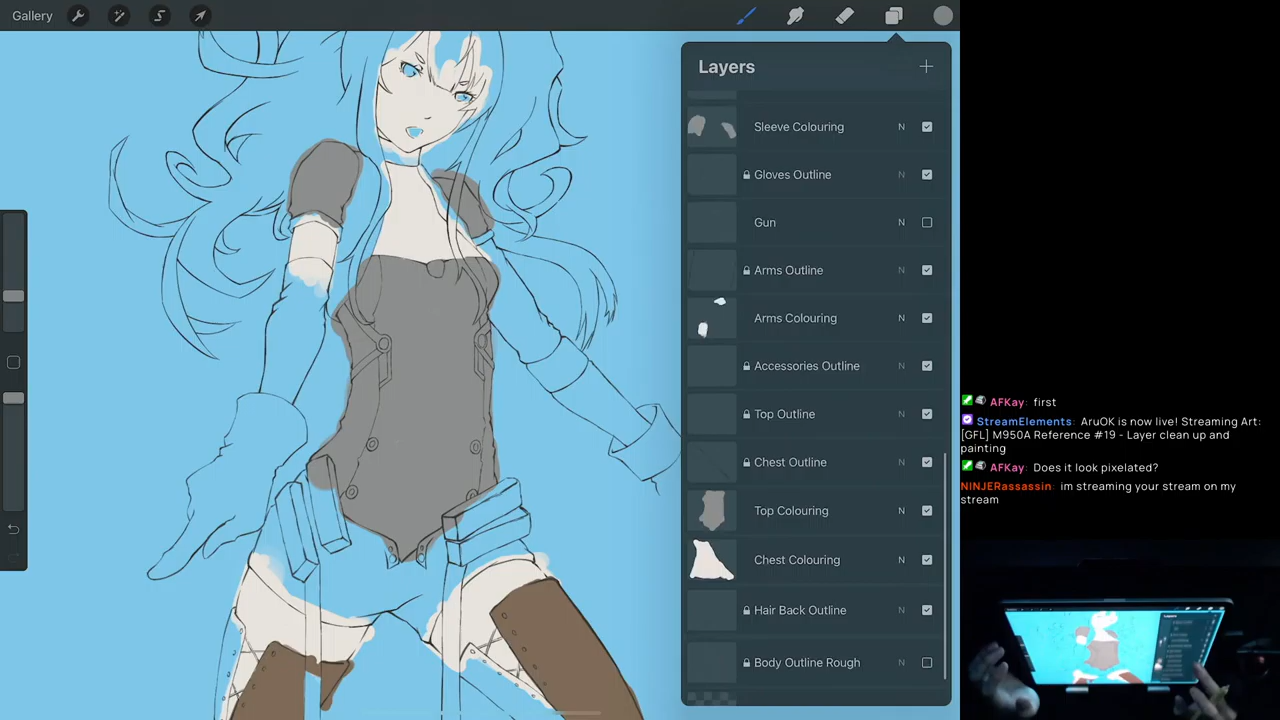 Gallery
Layers
Sleeve Colouring N
Gloves Outline N
Gun N
Arms Outline N
Arms Colouring N
Accessories Outline N
Top Outline N
Chest Outline N
Top Colouring N
Chest Colouring N
Hair Back Outline N
Body Outline Rough N
AFKay: first
StreamElements: AruOK is now live! Streaming Art:
[GFL] M950A Reference #19 - Layer clean up and
painting
AFKay: Does it look pixelated?
NINJERassassin: im streaming your stream on my
stream